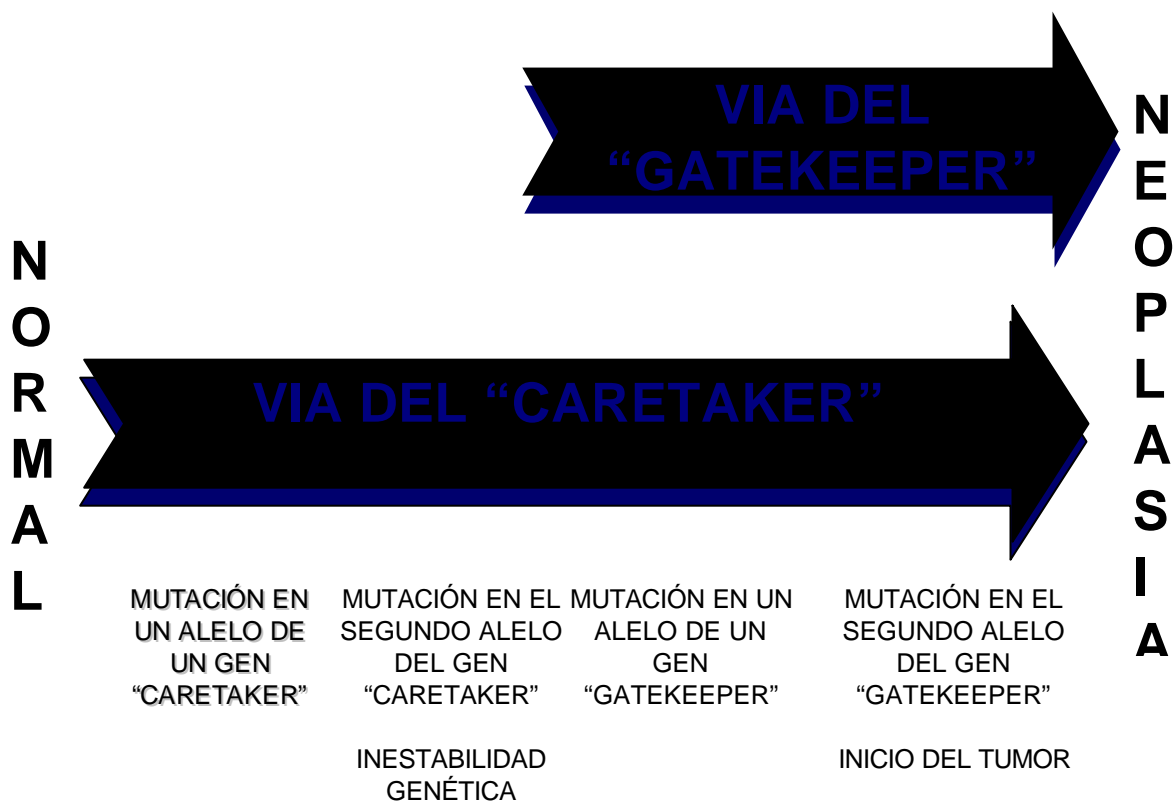 VIA DEL
“GATEKEEPER”
NEOPLASIA
NORMAL
VIA DEL “CARETAKER”
MUTACIÓN EN
UN ALELO DE
UN GEN
“CARETAKER”
MUTACIÓN EN EL
SEGUNDO ALELO
DEL GEN
“CARETAKER”
INESTABILIDAD
GENÉTICA
MUTACIÓN EN UN
ALELO DE UN
GEN
“GATEKEEPER”
MUTACIÓN EN EL
SEGUNDO ALELO
DEL GEN
“GATEKEEPER”
INICIO DEL TUMOR